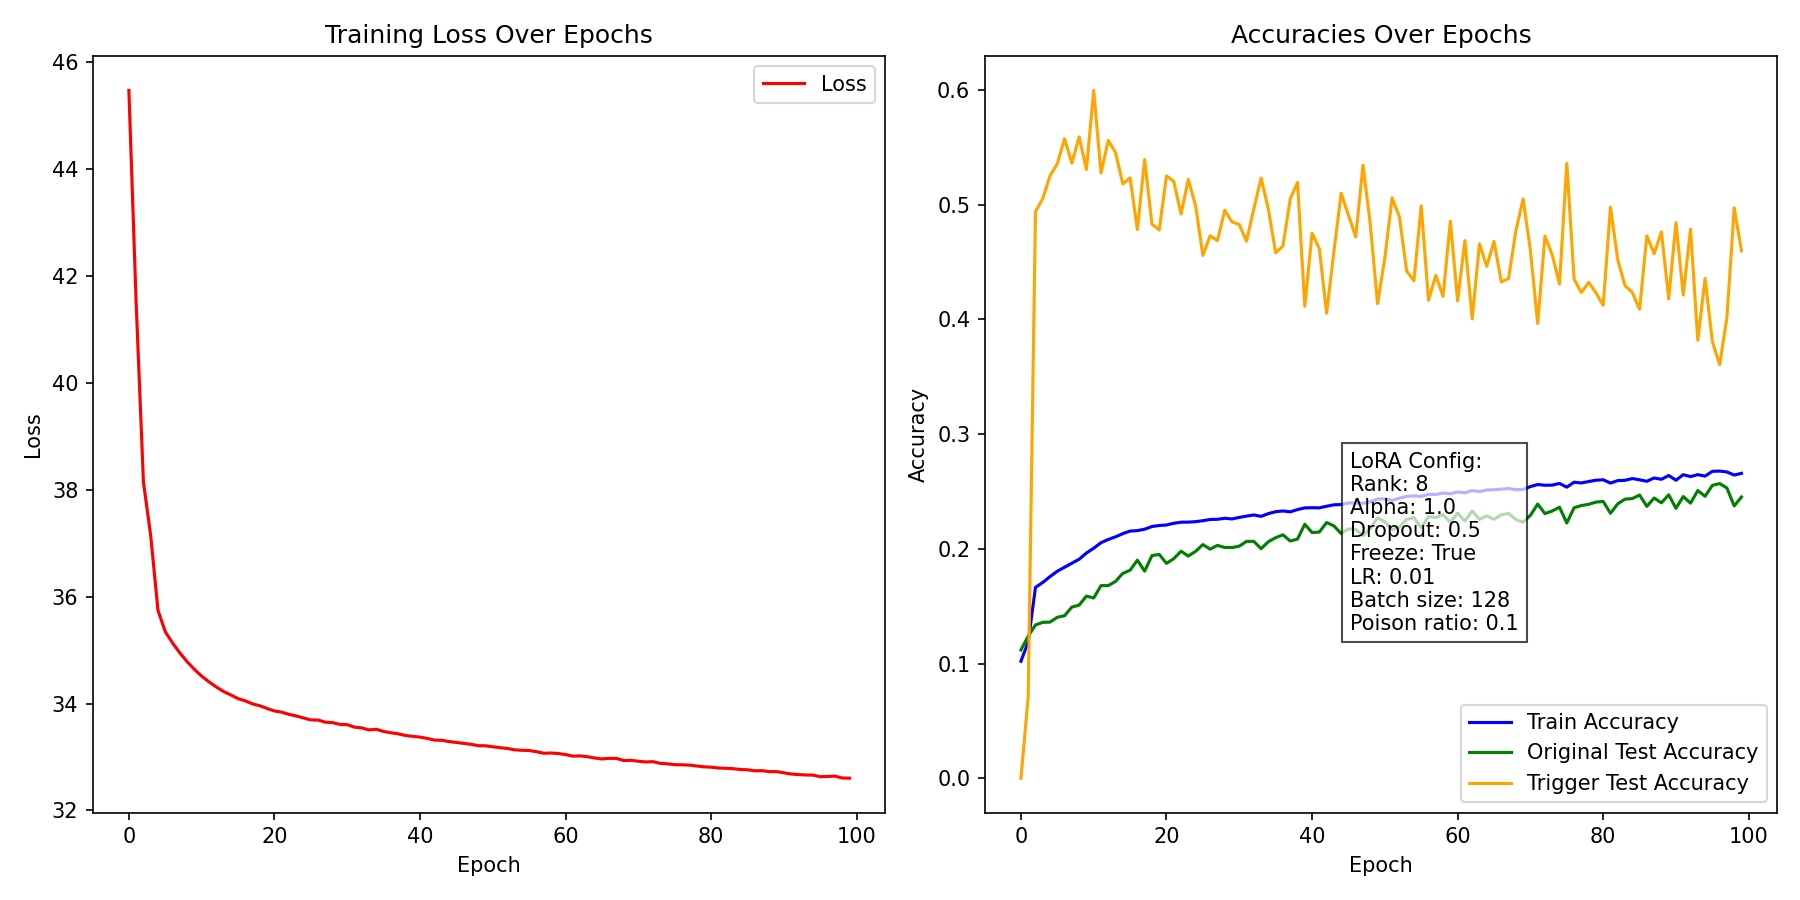 Training Loss Over Epochs
46
44
42
40
38
36
34
32
Loss
Loss
0
20
40
60
80
100
Epoch
Accuracies Over Epochs
0.6
0.5
0.4
0.3
0.2
0.1
0.0
Accuracy
LoRA Config:
Rank: 8
Alpha: 1.0
Dropout: 0.5
Freeze: True
LR: 0.01
Batch size: 128
Poison ratio: 0.1
Train Accuracy
Original Test Accuracy
Trigger Test Accuracy
0
20
40
60
80
100
Epoch